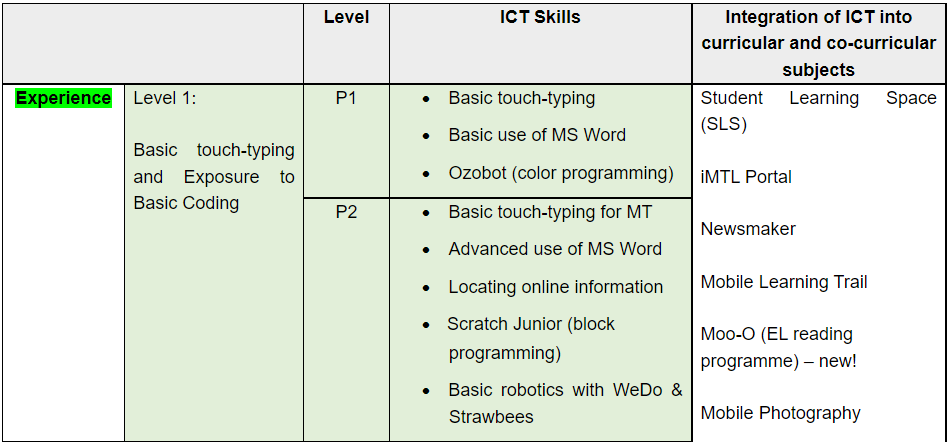 Level
ICT Skills
Integration of ICT into
curricular and co-curricular
subjects
Experience
Level 1:
Basic touch-typing
and Exposure to
Basic Coding
P1
• Basic touch-typing
• Basic use of MS Word
• Ozobot (color programming)
P2
• Basic touch-typing for MT
• Advanced use of MS Word
• Locating online information
• Scratch Junior (block
programming)
• Basic robotics with WeDo &
Strawbees
Student Learning Space
(SLS)
iMTL Portal
Newsmaker
Mobile Learning Trail
Moo-O (EL reading
programme) – new!
Mobile Photography